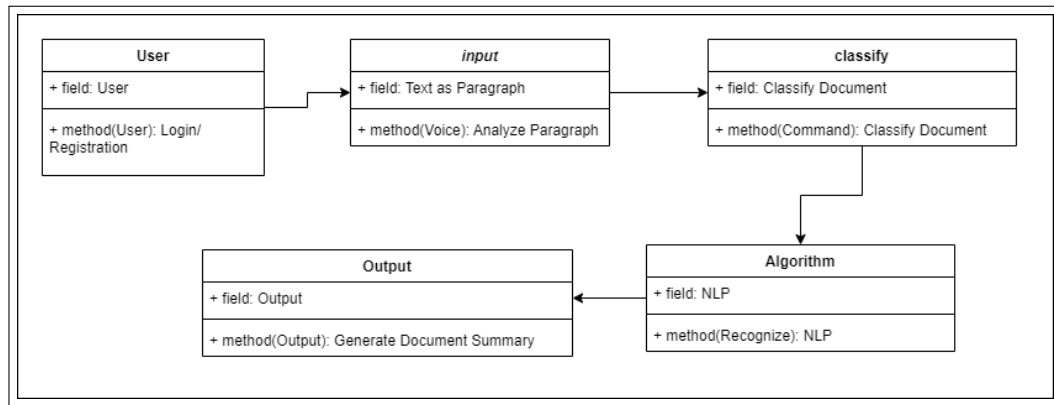 User
+ field: User
+ method(User): Login/
Registration
input
+ field: Text as Paragraph
+ method(Voice): Analyze Paragraph
classify
+ field: Classify Document
+ method(Command): Classify Document
Algorithm
+ field: NLP
+ method(Recognize): NLP
Output
+ field: Output
+ method(Output): Generate Document Summary